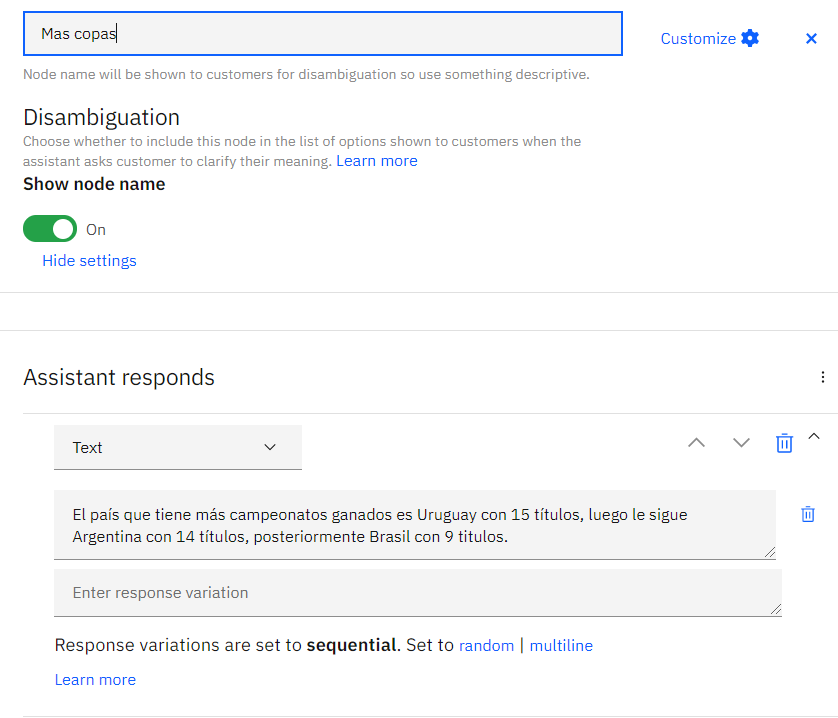 Mas copas
Customize
Node name will be shown to customers for disambiguation so use something descriptive.
Disambiguation
Choose whether to include this node in the list of options shown to customers when the
assistant asks customer to clarify their meaning. Learn more
Show node name
On
Hide settings
Assistant responds
Text
El país que tiene más campeonatos ganados es Uruguay con 15 títulos, luego le sigue
Argentina con 14 títulos, posteriormente Brasil con 9 titulos.
Enter response variation
Response variations are set to sequential. Set to random | multiline
Learn more